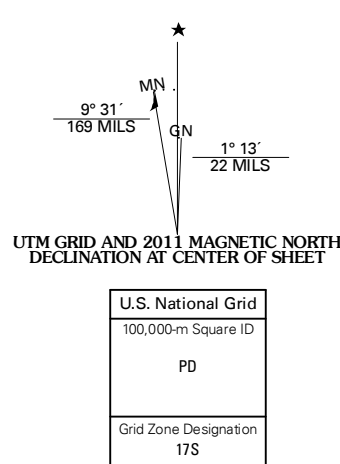 ★
MN
9° 31´
169 MILS
GN
1° 13´
22 MILS
UTM GRID AND 2011 MAGNETIC NORTH
DECLINATION AT CENTER OF SHEET
U.S. National Grid
100,000-m Square ID
PD
Grid Zone Designation
17S